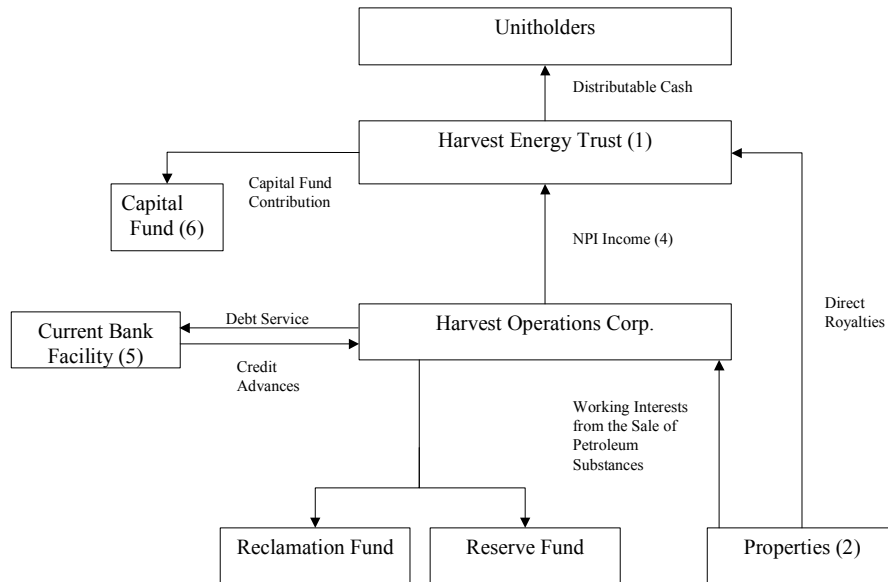 Unitholders
Distributable Cash
Harvest Energy Trust (1)
Capital Fund
Contribution
Capital
Fund (6)
NPI Income (4)
Direct
Royalties
Harvest Operations Corp.
Debt Service
Current Bank
Facility (5)
Credit
Advances
Working Interests
from the Sale of
Petroleum
Substances
Reclamation Fund
Reserve Fund
Properties (2)